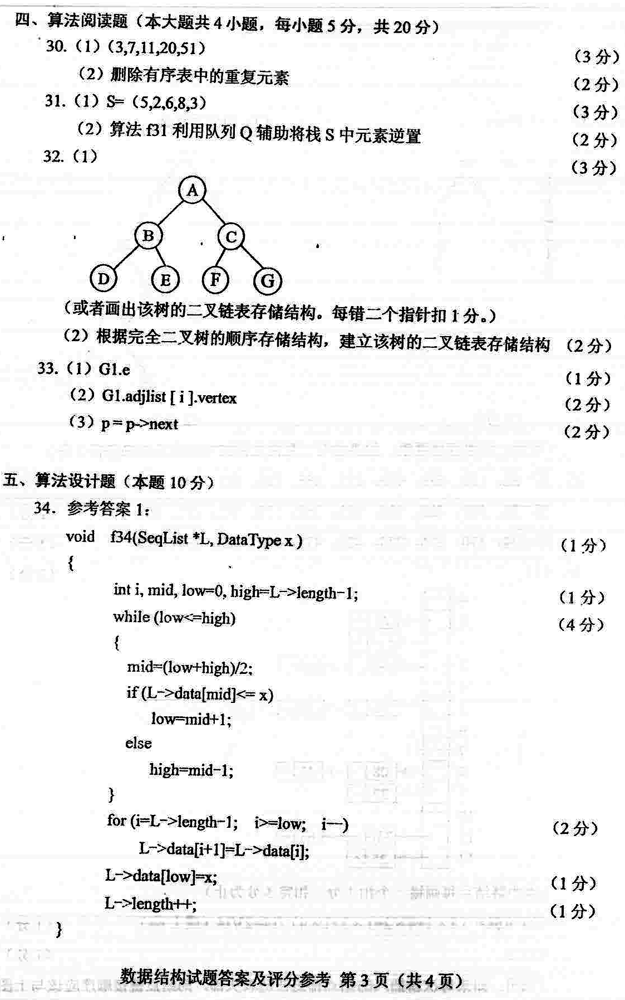 四、算法阅读题（本大题共 4 小题，每小题 5 分，共 20 分）
30.（1）（3,7,11,20,51） （3 分）
（2）删除有序表中的重复元素 （2 分）
31.（1）S=（5,2,6,8,3） （3 分）
（2）算法 f31 利用队列 Q 辅助将栈 S 中元素逆置 （2 分）
32.（1） （3 分）
A
B C
D E F G
（或者画出该树的二叉链表存储结构。每错二个指针扣 1 分。）
（2）根据完全二叉树的顺序存储结构，建立该树的二叉链表存储结构 （2 分）
33.（1）G1.e （1 分）
（2）G1.adjlist [ i ].vertex （2 分）
（3）p = p->next （2 分）
五、算法设计题（本题 10 分）
34. 参考答案 1：
void f34(SeqList *L, DataType x ) （1 分）
{
int i, mid, low=0, high=L->length-1; （1 分）
while (low<=high) （4 分）
{
mid=(low+high)/2;
if (L->data[mid]<= x)
low=mid+1;
else
high=mid-1;
}
for (i=L->length-1; i>=low; i--) （2 分）
L->data[i+1]=L->data[i];
L->data[low]=x; （1 分）
L->length++; （1 分）
}
数据结构试题答案及评分参考 第 3 页（共 4 页）